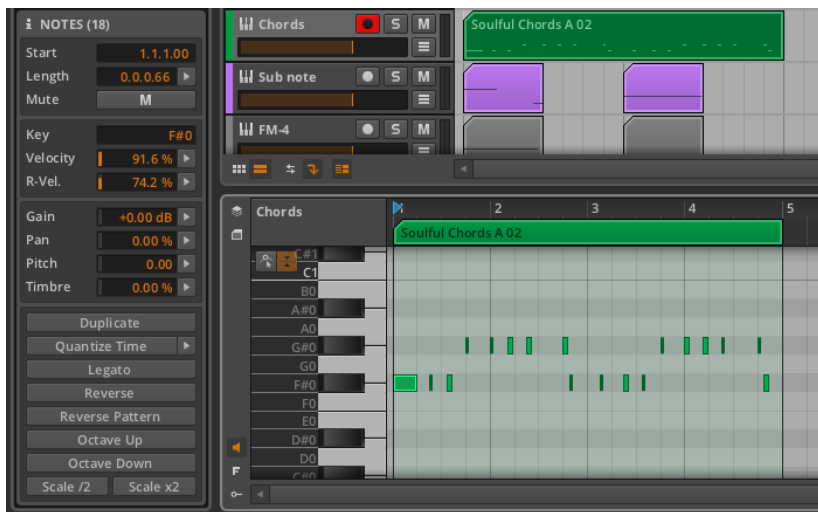 NOTES (18)
Start 1.1.1.00
Length 0.0.0.66
Mute M
Key F#0
Velocity 91.6 %
R-Vel. 74.2 %
Gain +0.00 dB
Pan 0.00 %
Pitch 0.00
Timbre 0.00 %
Duplicate
Quantize Time
Legato
Reverse
Reverse Pattern
Octave Up
Octave Down
Scale /2 Scale x2
Chords S M
Sub note S M
FM-4 S M
Soulful Chords A 02
Chords
2 3 4 5
Soulful Chords A 02
C#1
C1
B0
A#0
A0
G#0
G0
F#0
F0
E0
D#0
D0
C#0
F